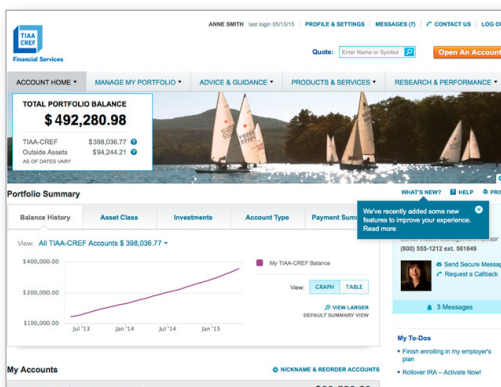 ANNE SMITH last login 05/13/15 PROFILE & SETTINGS MESSAGES (7) CONTACT US LOG O
TIAA
CREF
Financial Services
Quote: Enter Name or Symbol Open An Account
ACCOUNT HOME MANAGE MY PORTFOLIO ADVICE & GUIDANCE PRODUCTS & SERVICES RESEARCH & PERFORMANCE
TOTAL PORTFOLIO BALANCE
$ 492,280.98
TIAA-CREF $398,036.77
Outside Assets $94,244.21
AS OF DATES VARY
Portfolio Summary
WHAT'S NEW? HELP PRI
Balance History Asset Class Investments Account Type Payment Sum
We've recently added some new
features to improve your experience.
Read more
(800) 555-1212 ext. 561649
View: All TIAA-CREF Accounts $ 398,036.77
Send Secure Messag
Request a Callback
$400,000.00
$200,000.00
$100,000.00
Jul '13 Jan '14 Jul '14 Jan '15
My TIAA-CREF Balance
View: GRAPH TABLE
VIEW LARGER
DEFAULT SUMMARY VIEW
3 Messages
My To-Dos
• Finish enrolling in my employer's
plan
• Rollover IRA – Activate Now!
My Accounts
NICKNAME & REORDER ACCOUNTS